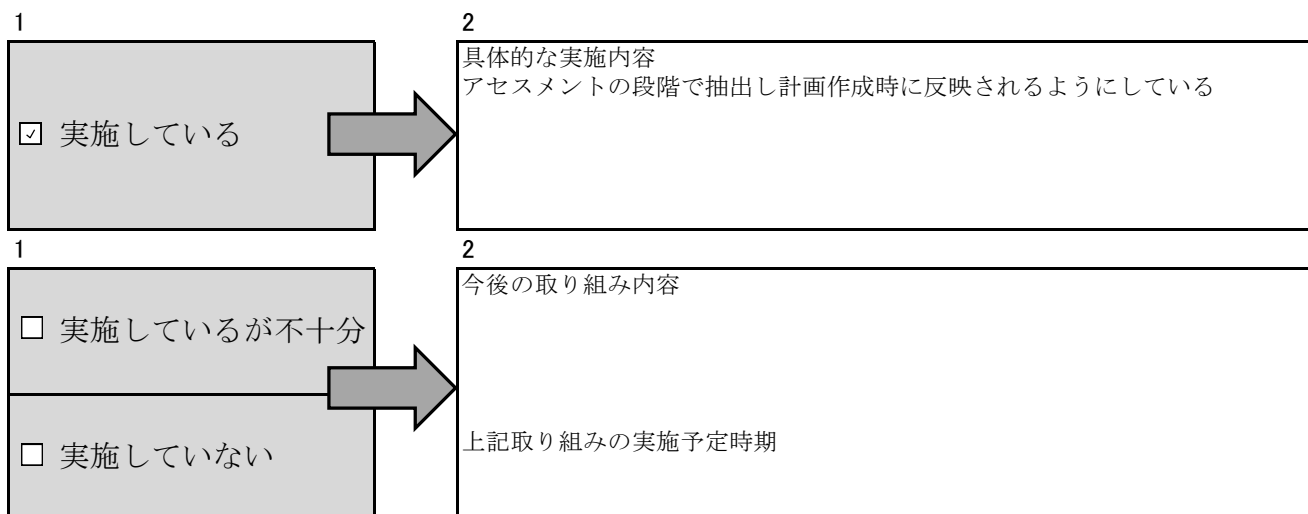 1
2
実施している
具体的な実施内容
アセスメントの段階で抽出し計画作成時に反映されるようにしている
1
2
実施しているが不十分
実施していない
今後の取り組み内容
上記取り組みの実施予定時期